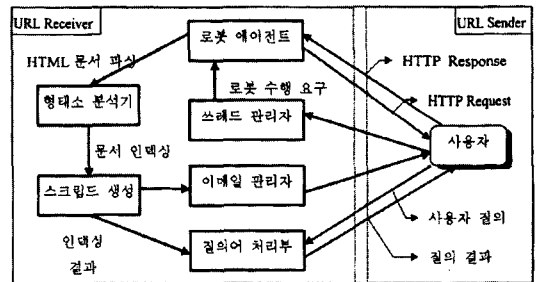 URL Receiver
URL Sender
로봇 에이전트
HTML 문서 파싱
HTTP Response
로봇 수행 요구
형태소 분석기
쓰레드 관리자
HTTP Request
사용자
문서 인덱싱
스크립트 생성
이메일 관리자
사용자 질의
인덱싱
결과
질의어 처리부
질의 결과